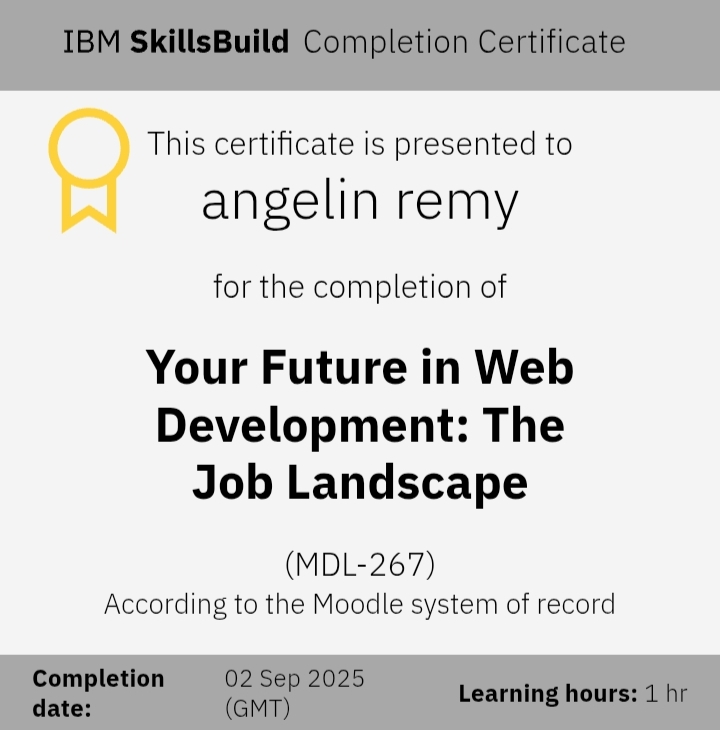 IBM SkillsBuild Completion Certificate
This certificate is presented to
angelin remy
for the completion of
Your Future in Web
Development: The
Job Landscape
(MDL-267)
According to the Moodle system of record
Completion
date:
02 Sep 2025
(GMT)
Learning hours: 1 hr